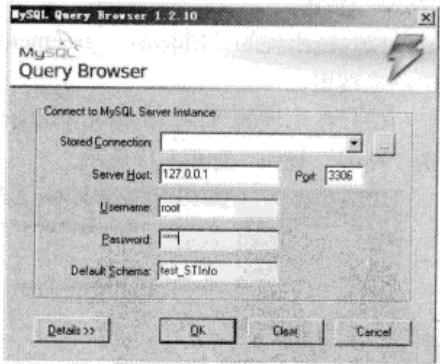 MySQL Query Browser 1.2.10
MySQL
Query Browser
Connect to MySQL Server Instance
Stored Connection:
...
Server Host: 127.0.0.1 Port: 3306
Username: root
Password: ****
Default Schema: test_STInfo
Details >> OK Clear Cancel